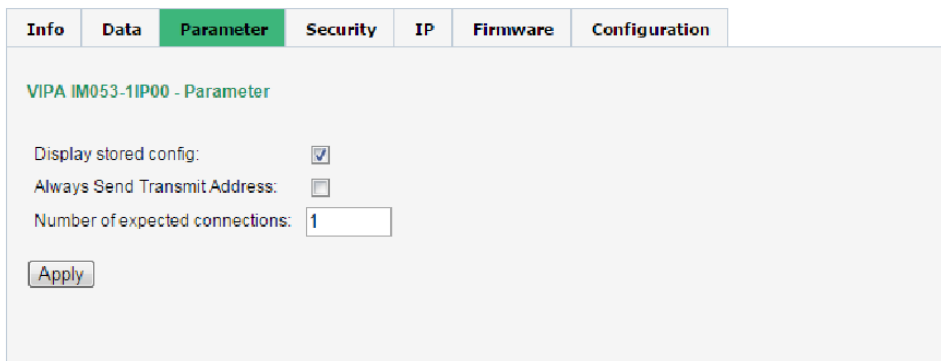 Info Data Parameter Security IP Firmware Configuration
VIPA IM053-1IP00 - Parameter
Display stored config:
Always Send Transmit Address:
Number of expected connections: 1
Apply